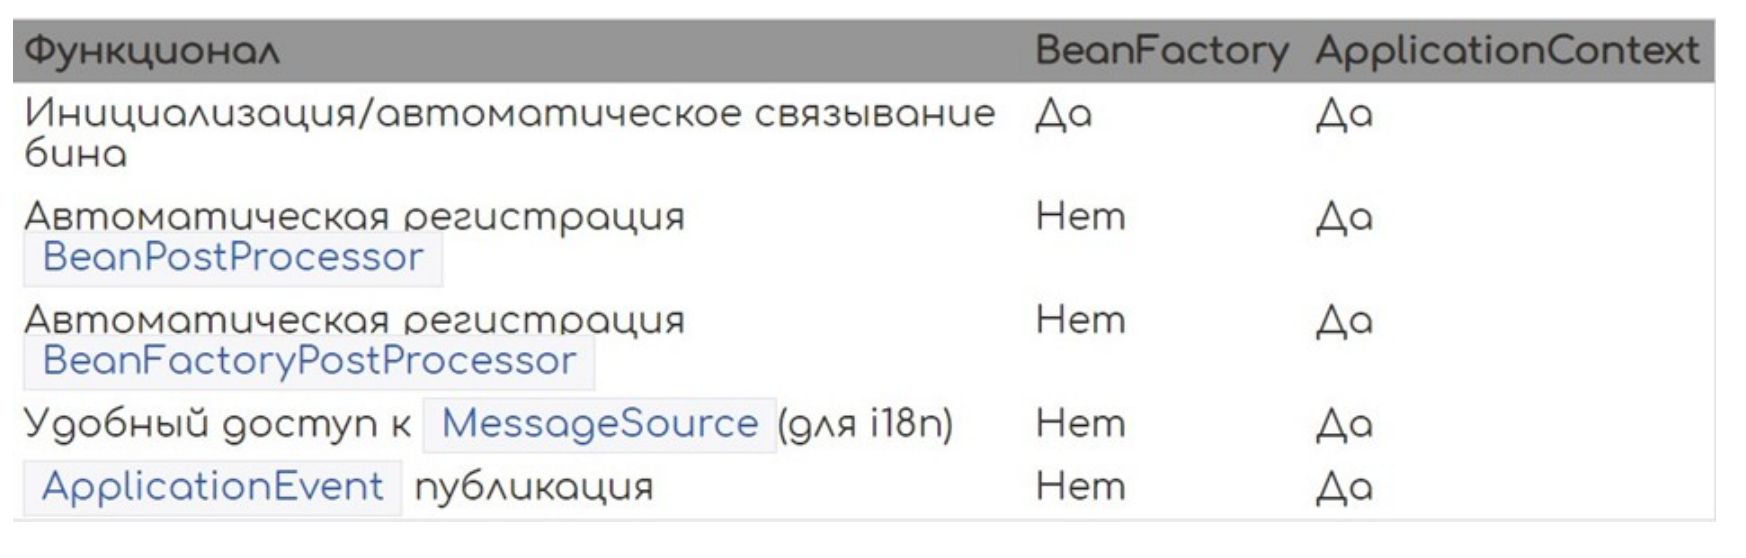 Функционал BeanFactory ApplicationContext
Инициализация/автоматическое связывание Да Да
бина
Автоматическая регистрация Нет Да
BeanPostProcessor
Автоматическая регистрация Нет Да
BeanFactoryPostProcessor
Удобный доступ к MessageSource (для i18n) Нет Да
ApplicationEvent публикация Нет Да